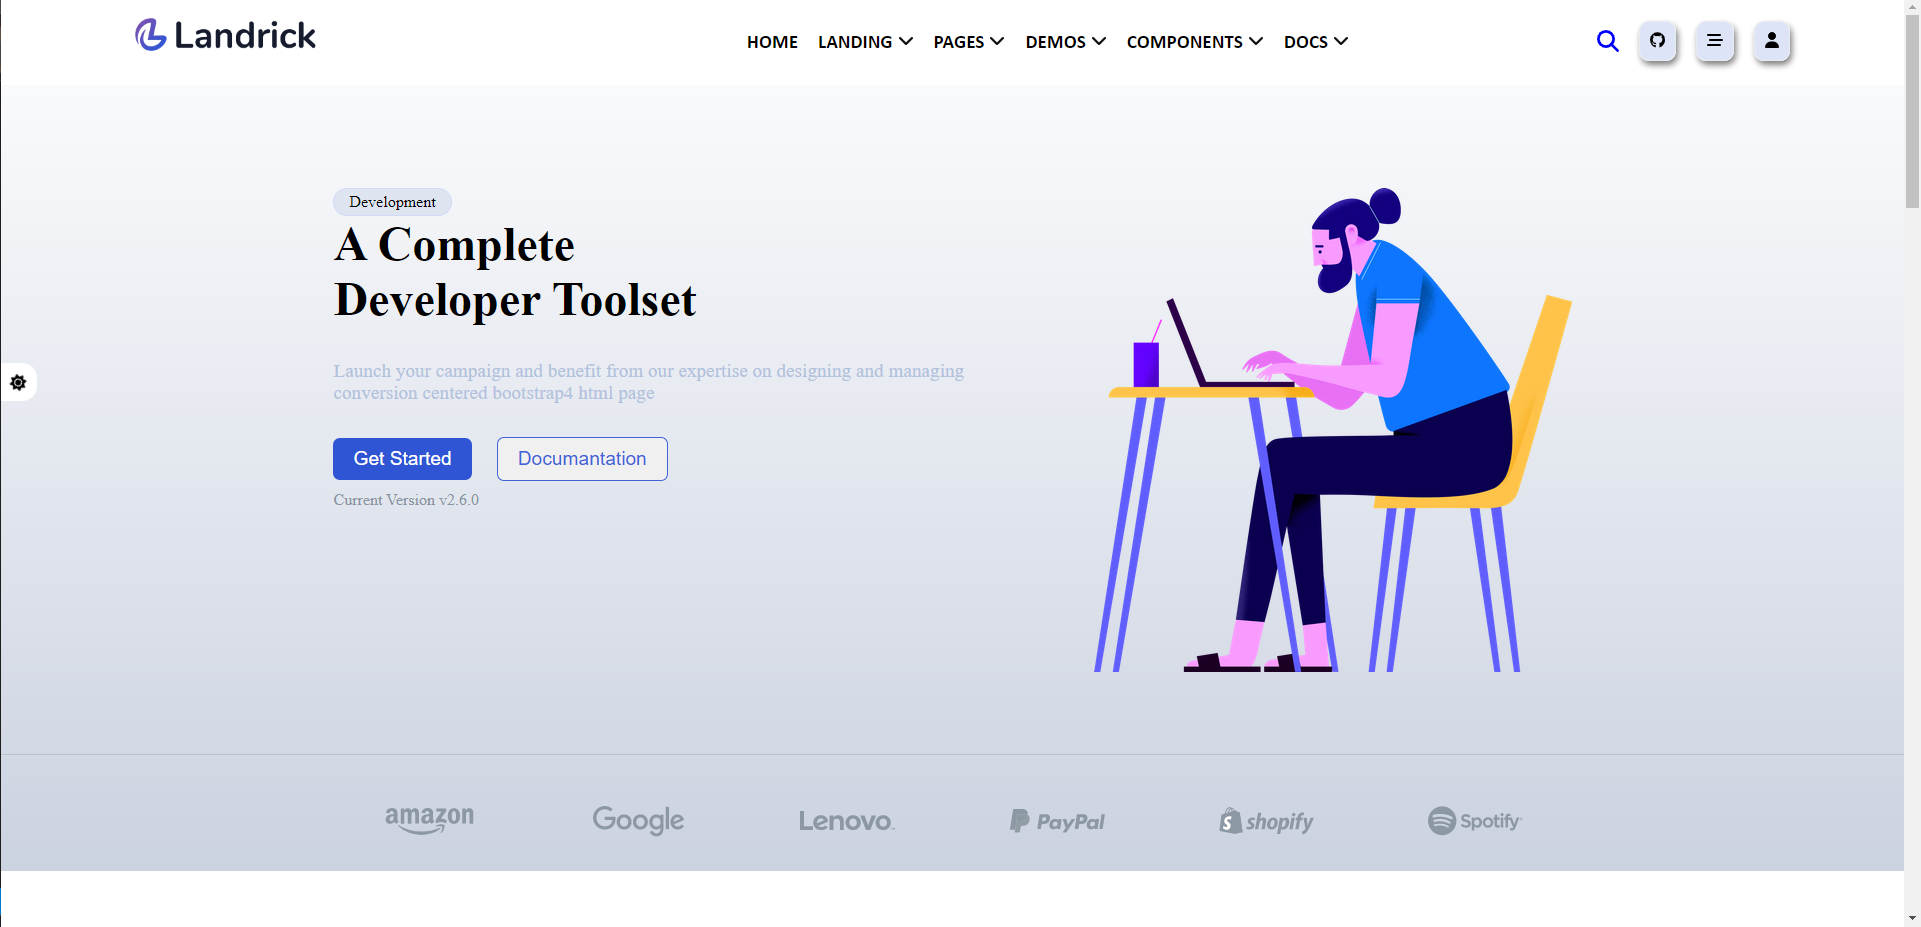 Landrick
HOME LANDING PAGES DEMOS COMPONENTS DOCS
Development
A Complete
Developer Toolset
Launch your campaign and benefit from our expertise on designing and managing
conversion centered bootstrap4 html page
Get Started Documantation
Current Version v2.6.0
amazon Google Lenovo PayPal shopify Spotify